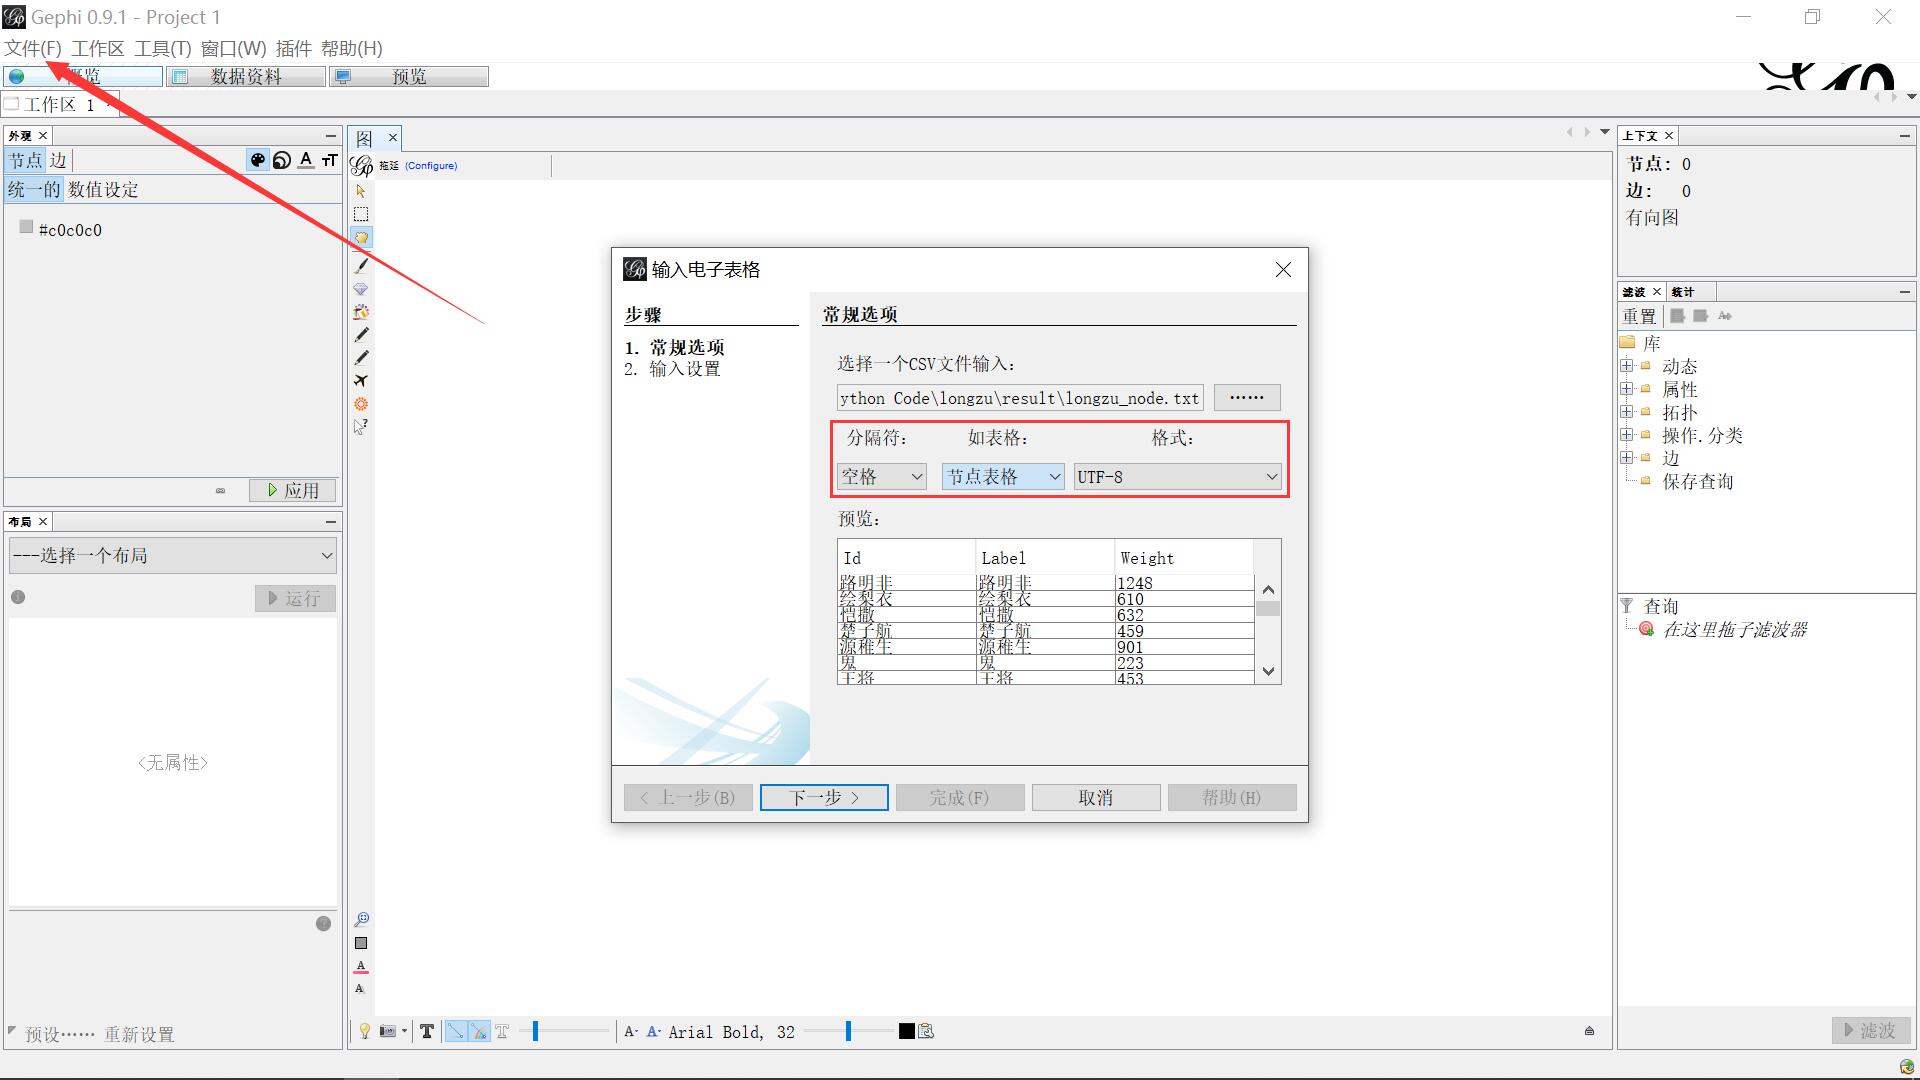 Gephi 0.9.1 - Project 1
文件(F) 工作区 工具(T) 窗口(W) 插件 帮助(H)
概览 数据资料 预览
工作区 1
外观
节点 边
统一的 数值设定
#c0c0c0
应用
布局
---选择一个布局
运行
<无属性>
预设…… 重新设置
图
拖延 (Configure)
输入电子表格
步骤
1. 常规选项
2. 输入设置
常规选项
选择一个CSV文件输入:
ython Code\longzu\result\longzu_node.txt ……
分隔符: 如表格: 格式:
空格 节点表格 UTF-8
预览:
Id Label Weight
路明非 路明非 1248
绘梨衣 绘梨衣 610
恺撒 恺撒 632
楚子航 楚子航 459
源稚生 源稚生 901
鬼 鬼 223
王将 王将 453
< 上一步(B) 下一步 > 完成(F) 取消 帮助(H)
Arial Bold, 32
上下文
节点: 0
边: 0
有向图
滤波 统计
重置
库
动态
属性
拓扑
操作.分类
边
保存查询
查询
在这里拖子滤波器
滤波